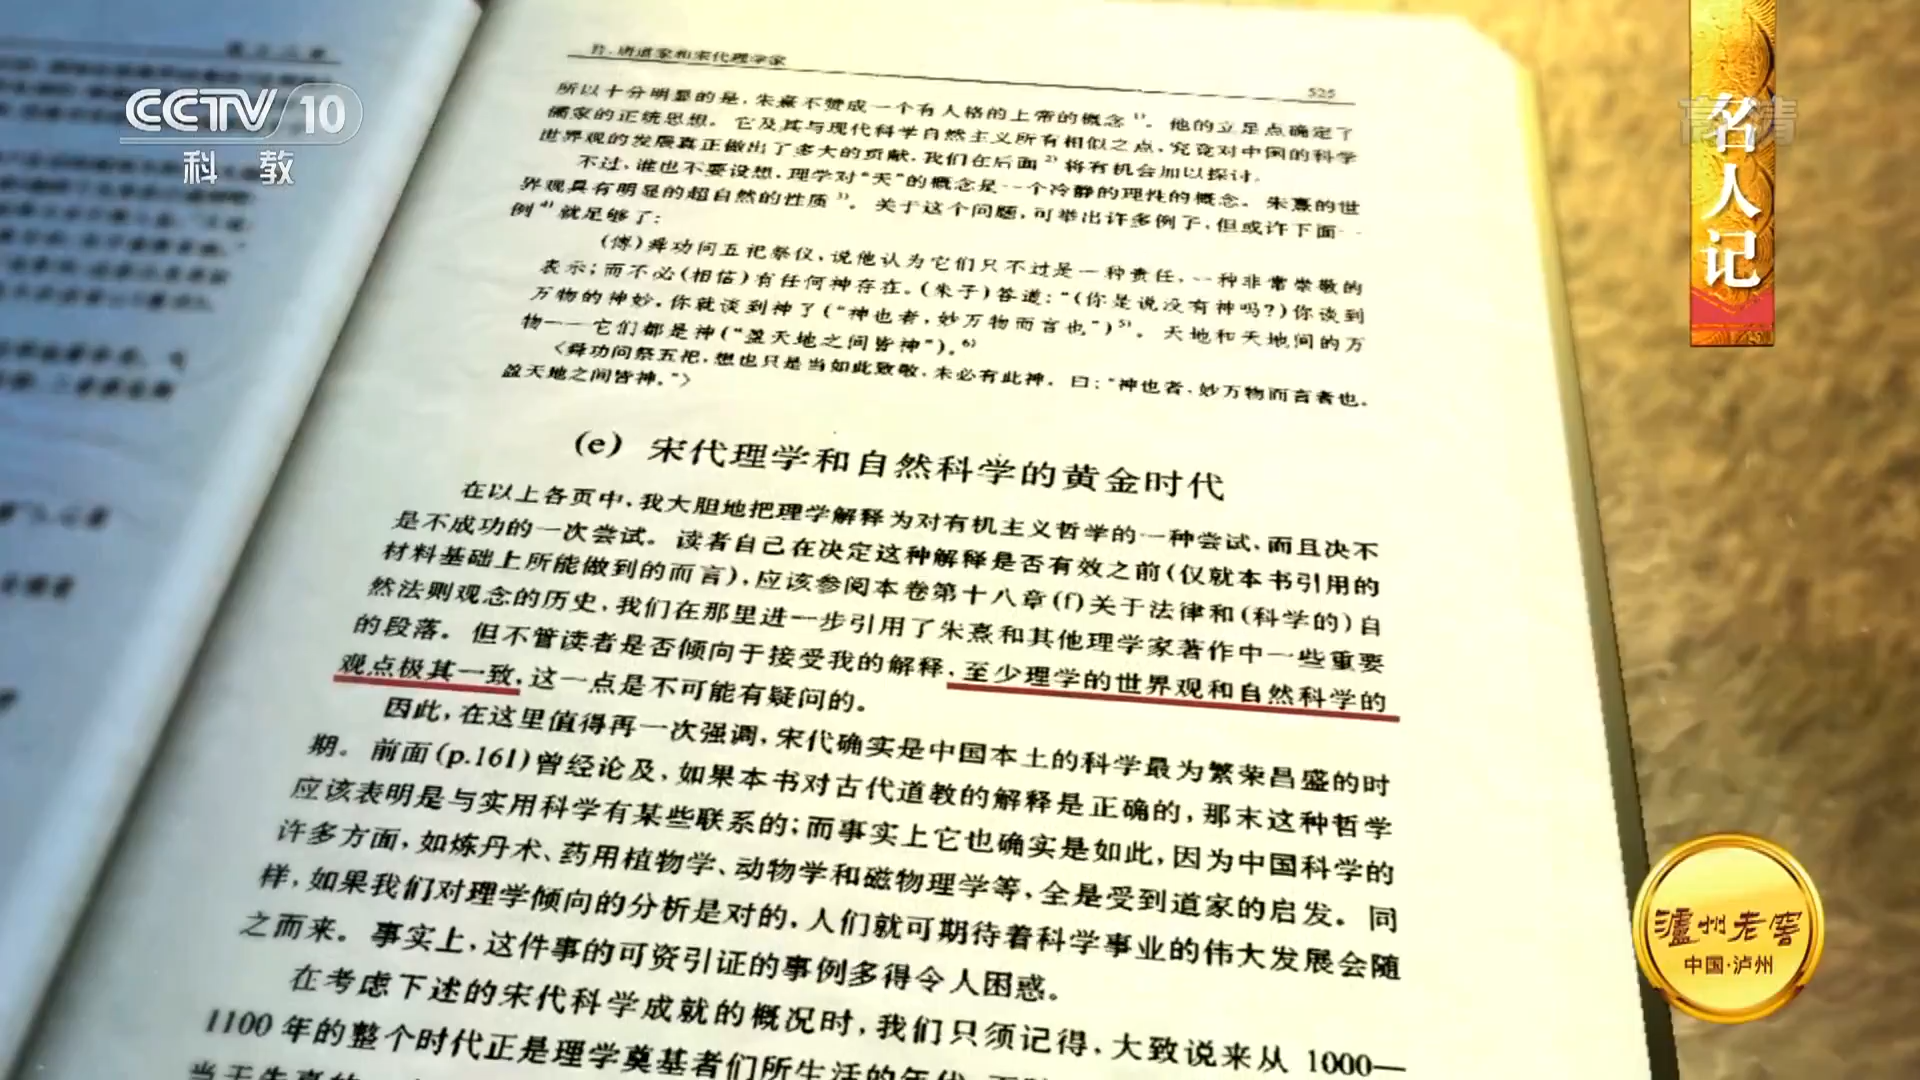 CCTV 10
科 教
高清
名人记
晋、唐道家和宋代理学家
525
所以十分明显的是，朱熹不赞成一个有人格的上帝的概念¹⁾。他的立足点确定了
儒家的正统思想。它及其与现代科学自然主义所有相似之点，究竟对中国的科学
世界观的发展真正做出了多大的贡献，我们在后面²⁾将有机会加以探讨。
不过，谁也不要设想，理学对“天”的概念是一个冷静的理性的概念。朱熹的世
界观具有明显的超自然的性质³⁾。关于这个问题，可举出许多例子，但或许下面一
例⁴⁾就足够了：
(傅)舜功问五祀祭仪，说他认为它们只不过是一种责任，一种非常崇敬的
表示；而不必(相信)有任何神存在。(朱子)答道：“(你是说没有神吗?)你谈到
万物的神妙，你就谈到神了(“神也者，妙万物而言也”)⁵⁾。天地和天地间的万
物——它们都是神(“盈天地之间皆神”)。⁶⁾
〈舜功问祭五祀，想也只是当如此致敬，未必有此神。曰：“神也者，妙万物而言者也。
盈天地之间皆神。”〉
(e) 宋代理学和自然科学的黄金时代
在以上各页中，我大胆地把理学解释为对有机主义哲学的一种尝试，而且决不
是不成功的一次尝试。读者自己在决定这种解释是否有效之前(仅就本书引用的
材料基础上所能做到的而言)，应该参阅本卷第十八章(f)关于法律和(科学的)自
然法则观念的历史，我们在那里进一步引用了朱熹和其他理学家著作中一些重要
的段落。但不管读者是否倾向于接受我的解释，至少理学的世界观和自然科学的
观点极其一致，这一点是不可能有疑问的。
因此，在这里值得再一次强调，宋代确实是中国本土的科学最为繁荣昌盛的时
期。前面(p.161)曾经论及，如果本书对古代道教的解释是正确的，那末这种哲学
应该表明是与实用科学有某些联系的；而事实上它也确实是如此，因为中国科学的
许多方面，如炼丹术、药用植物学、动物学和磁物理学等，全是受到道家的启发。同
样，如果我们对理学倾向的分析是对的，人们就可期待着科学事业的伟大发展会随
之而来。事实上，这件事的可资引证的事例多得令人困惑。
在考虑下述的宋代科学成就的概况时，我们只须记得，大致说来从 1000—
1100 年的整个时代正是理学奠基者们所生活的年代，
泸州老窖
中国·泸州